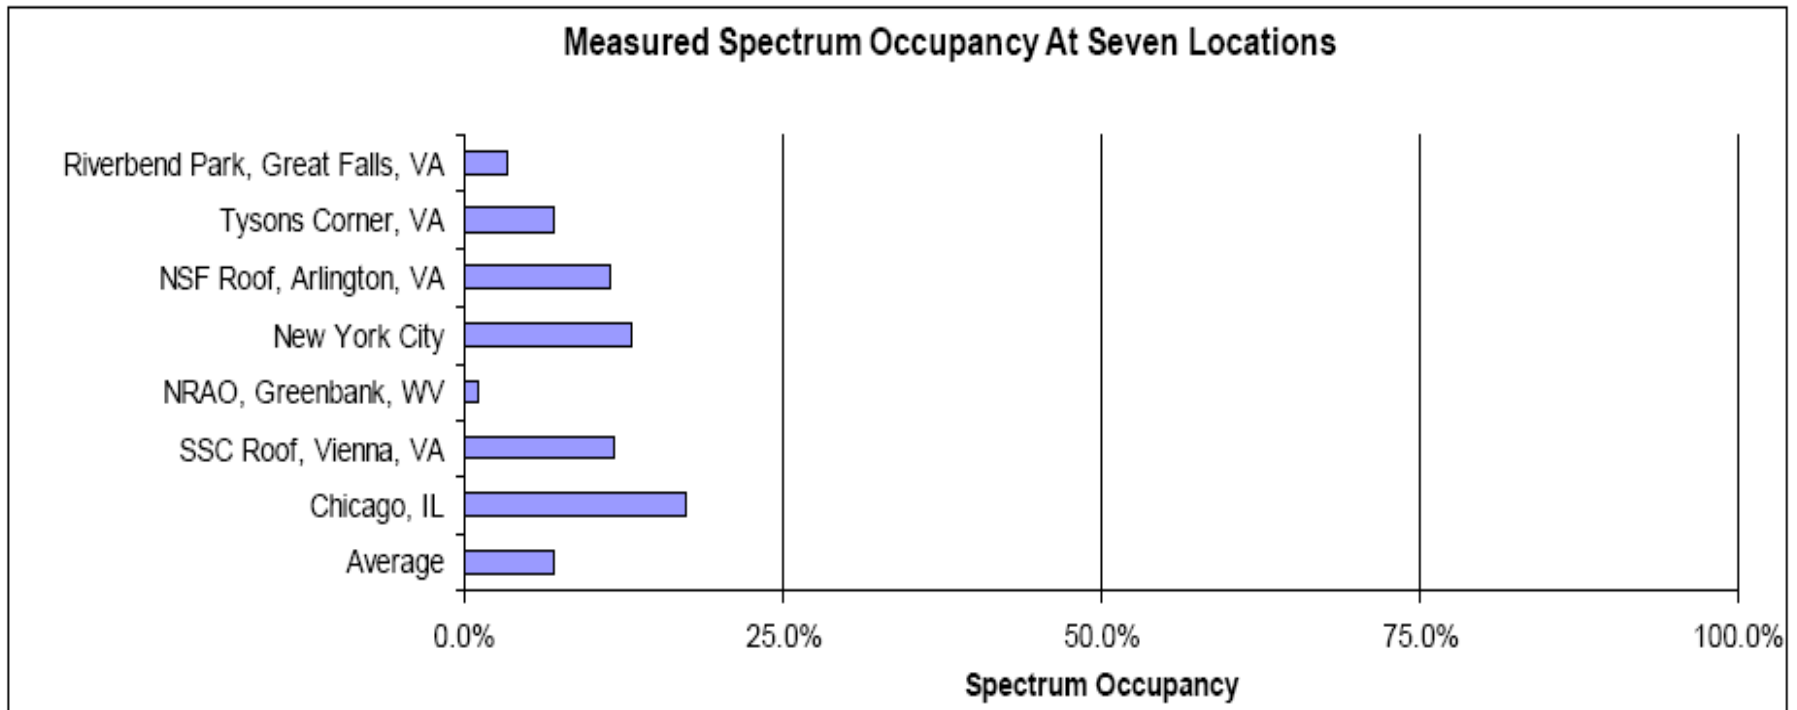 Measured Spectrum Occupancy At Seven Locations
Riverbend Park, Great Falls, VA
Tysons Corner, VA
NSF Roof, Arlington, VA
New York City
NRAO, Greenbank, WV
SSC Roof, Vienna, VA
Chicago, IL
Average
0.0% 25.0% 50.0% 75.0% 100.0%
Spectrum Occupancy